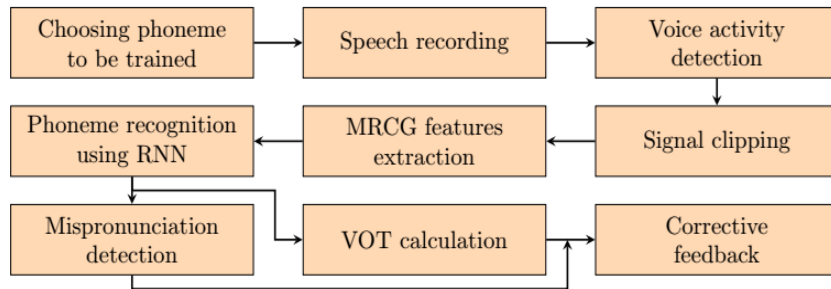 Choosing phoneme
to be trained
Speech recording
Voice activity
detection
Signal clipping
MRCG features
extraction
Phoneme recognition
using RNN
Mispronunciation
detection
VOT calculation
Corrective
feedback